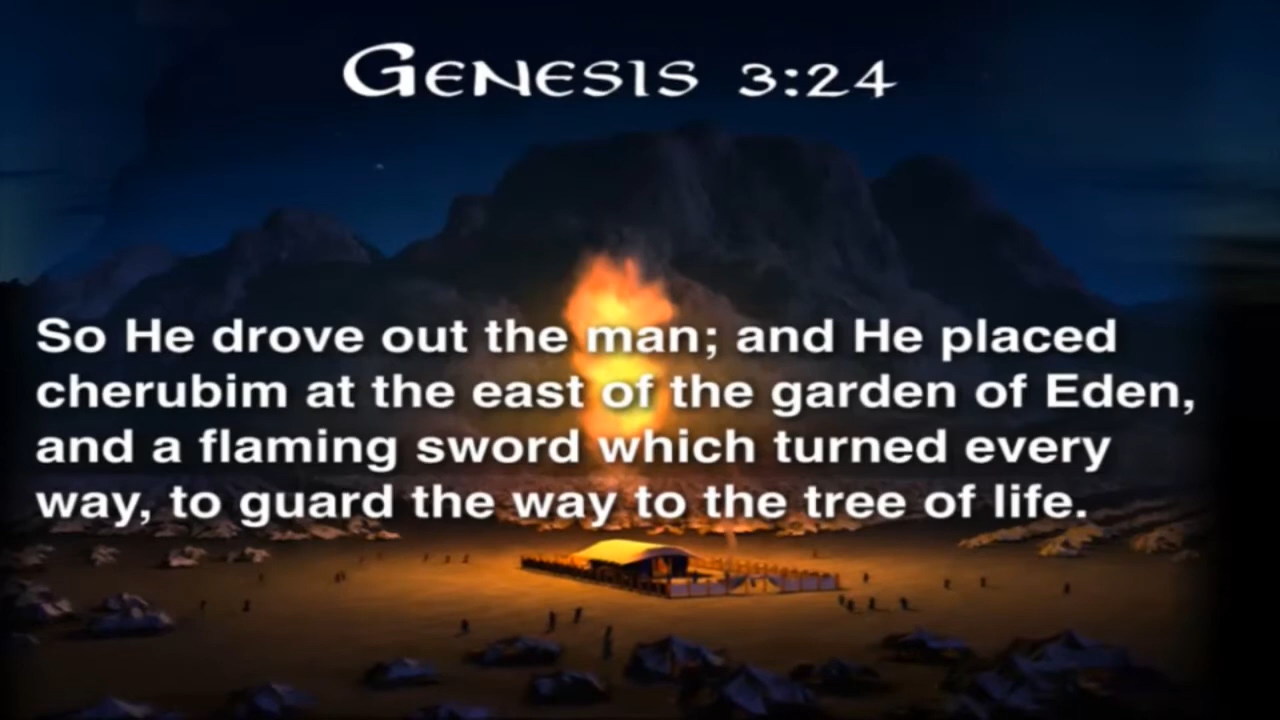 Genesis 3:24
So He drove out the man; and He placed
cherubim at the east of the garden of Eden,
and a flaming sword which turned every
way, to guard the way to the tree of life.